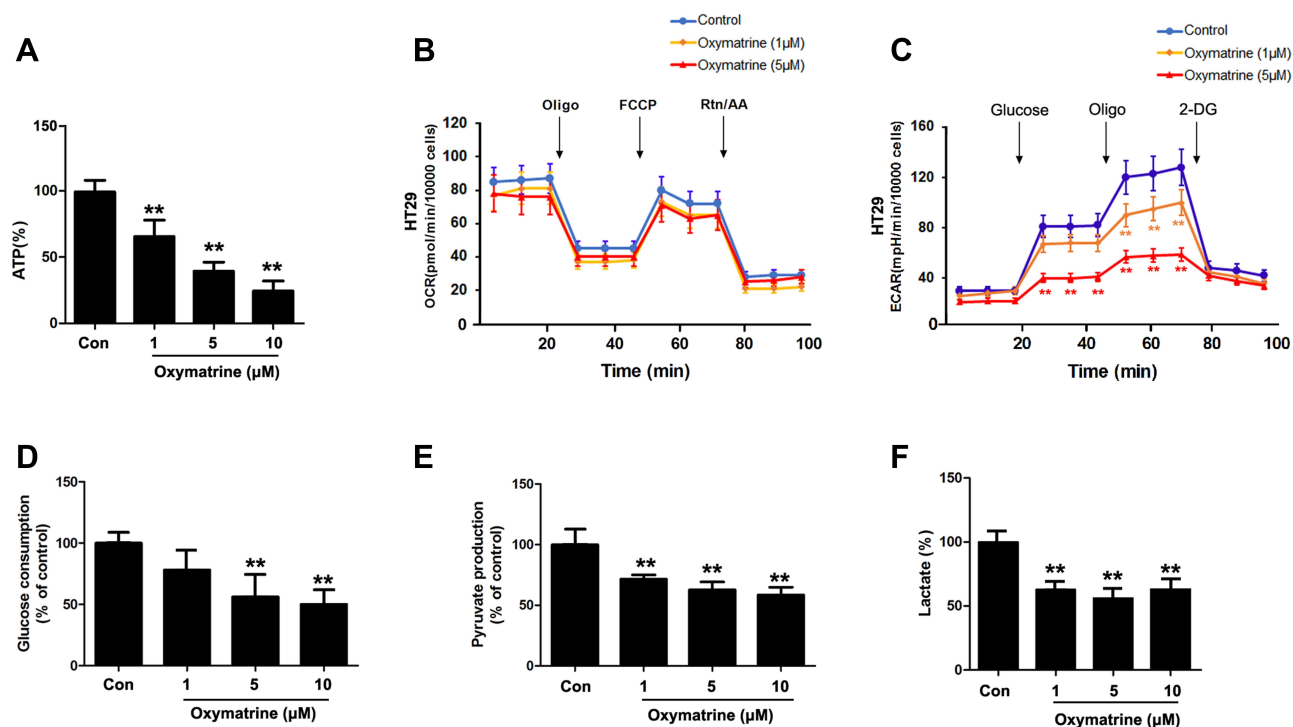 A
ATP(%)
150
100
50
0
**
**
**
Con
1
5
10
Oxymatrine (μM)
B
Control
Oxymatrine (1μM)
Oxymatrine (5μM)
Oligo
FCCP
Rtn/AA
HT29
OCR(pmol/min/10000 cells)
120
100
80
60
40
20
0
20
40
60
80
100
Time (min)
C
Control
Oxymatrine (1μM)
Oxymatrine (5μM)
Glucose
Oligo
2-DG
HT29
ECAR(mpH/min/10000 cells)
160
120
80
40
0
** ** **
** ** **
** ** **
20
40
60
80
100
Time (min)
D
Glucose consumption
(% of control)
150
100
50
0
**
**
Con
1
5
10
Oxymatrine (μM)
E
Pyruvate production
(% of control)
150
100
50
0
**
**
**
Con
1
5
10
Oxymatrine (μM)
F
Lactate (%)
150
100
50
0
**
**
**
Con
1
5
10
Oxymatrine (μM)